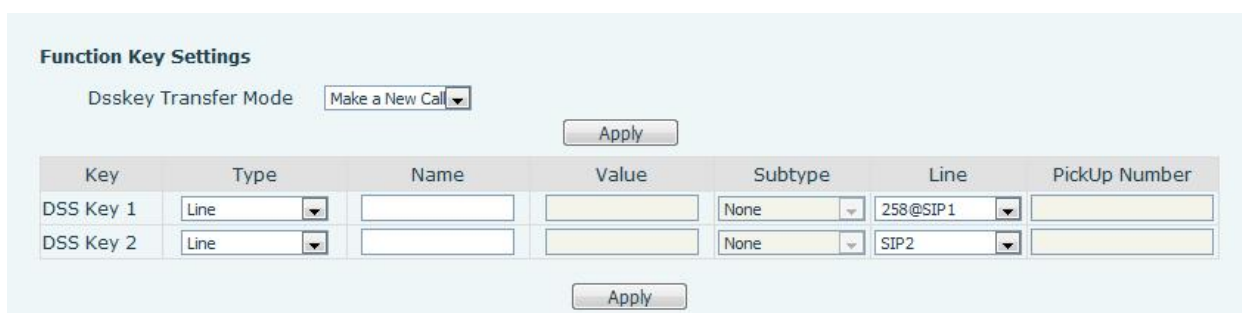 Function Key Settings
Dsskey Transfer Mode Make a New Call
Apply
Key Type Name Value Subtype Line PickUp Number
DSS Key 1 Line None 258@SIP1
DSS Key 2 Line None SIP2
Apply